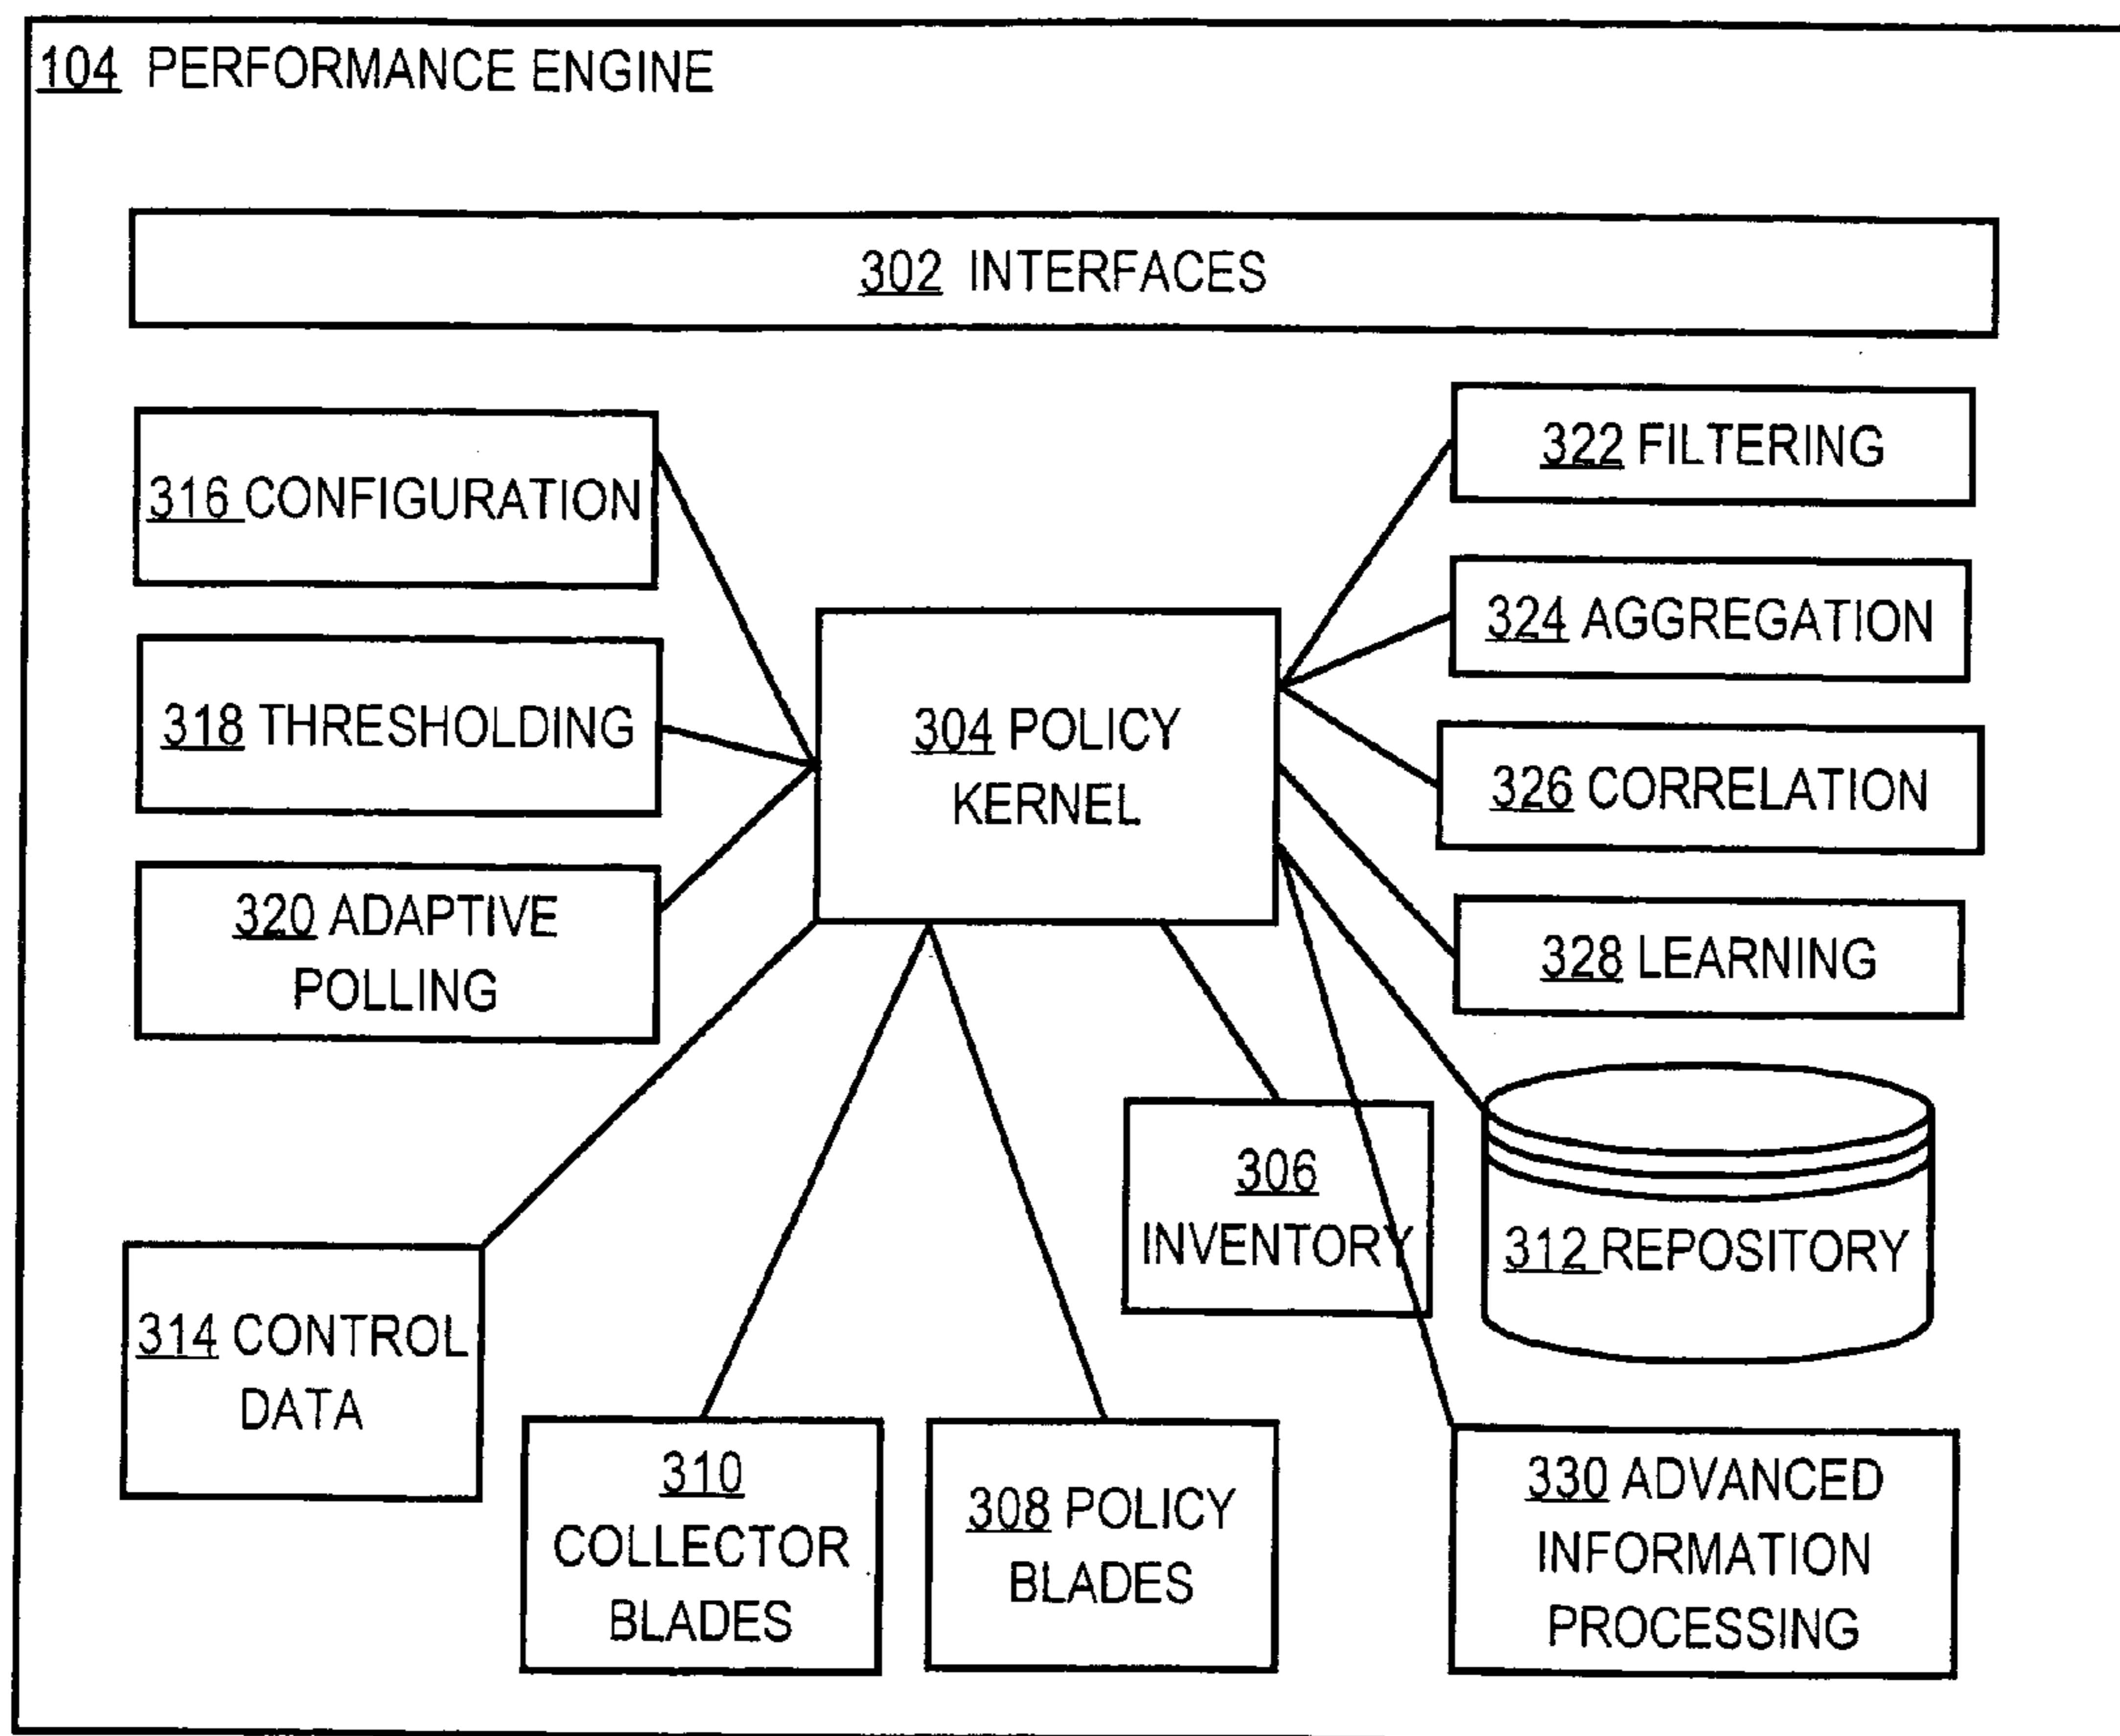 104 PERFORMANCE ENGINE
302 INTERFACES
316 CONFIGURATION
318 THRESHOLDING
320 ADAPTIVE
POLLING
304 POLICY
KERNEL
322 FILTERING
324 AGGREGATION
326 CORRELATION
328 LEARNING
306
INVENTORY
312 REPOSITORY
314 CONTROL
DATA
310
COLLECTOR
BLADES
308 POLICY
BLADES
330 ADVANCED
INFORMATION
PROCESSING